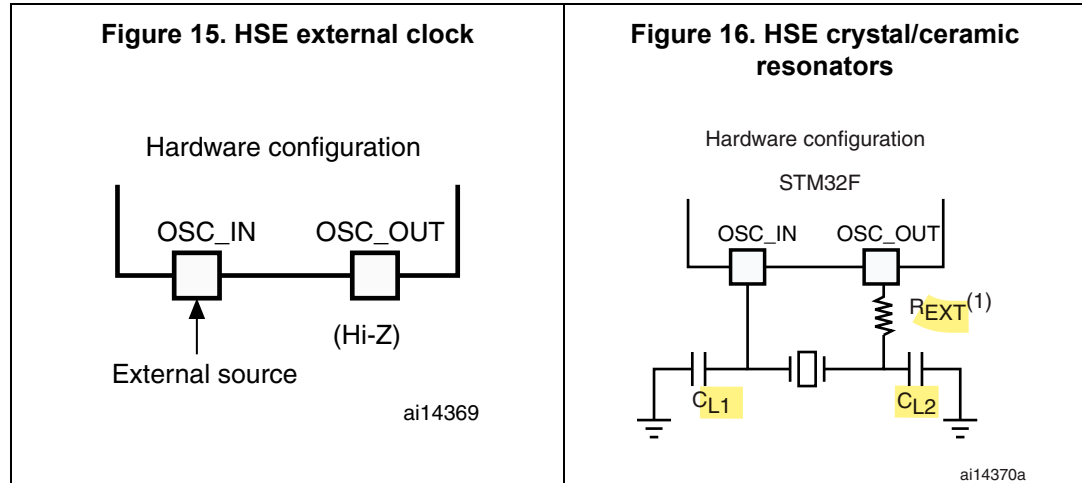 Figure 15. HSE external clock
Hardware configuration
OSC_IN OSC_OUT
(Hi-Z)
External source
ai14369
Figure 16. HSE crystal/ceramic
resonators
Hardware configuration
STM32F
OSC_IN OSC_OUT
REXT(1)
CL1 CL2
ai14370a